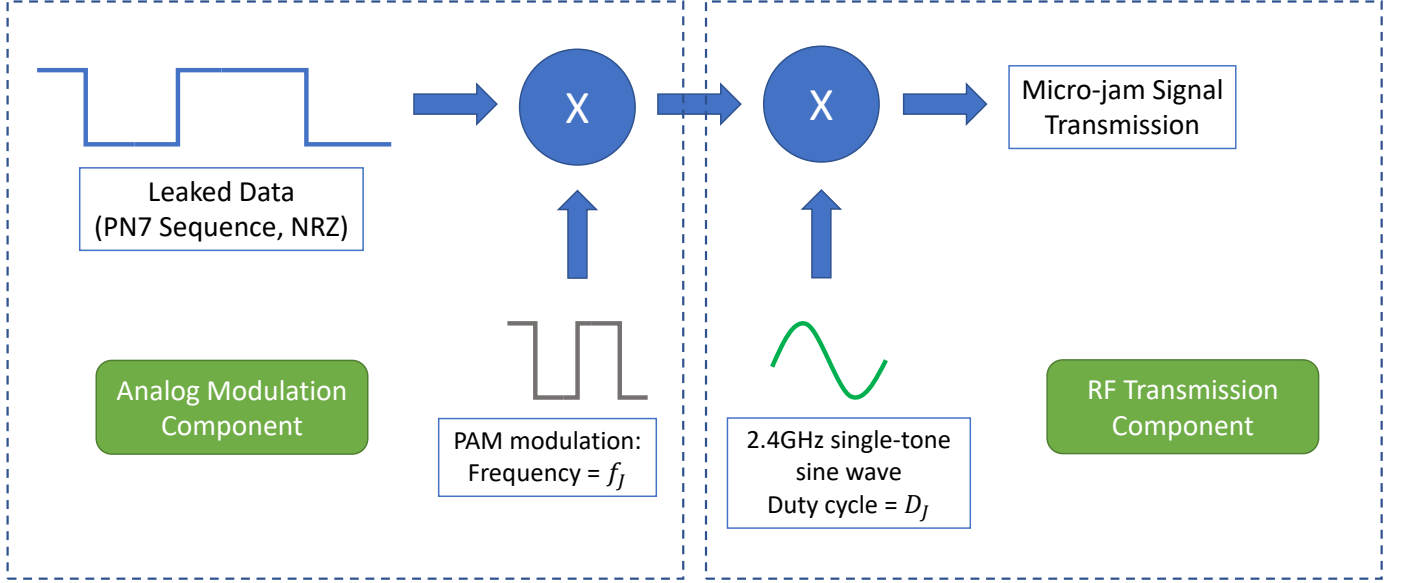 X
X
Micro-jam Signal
Transmission
Leaked Data
(PN7 Sequence, NRZ)
Analog Modulation
Component
PAM modulation:
Frequency = f_J
2.4GHz single-tone
sine wave
Duty cycle = D_J
RF Transmission
Component